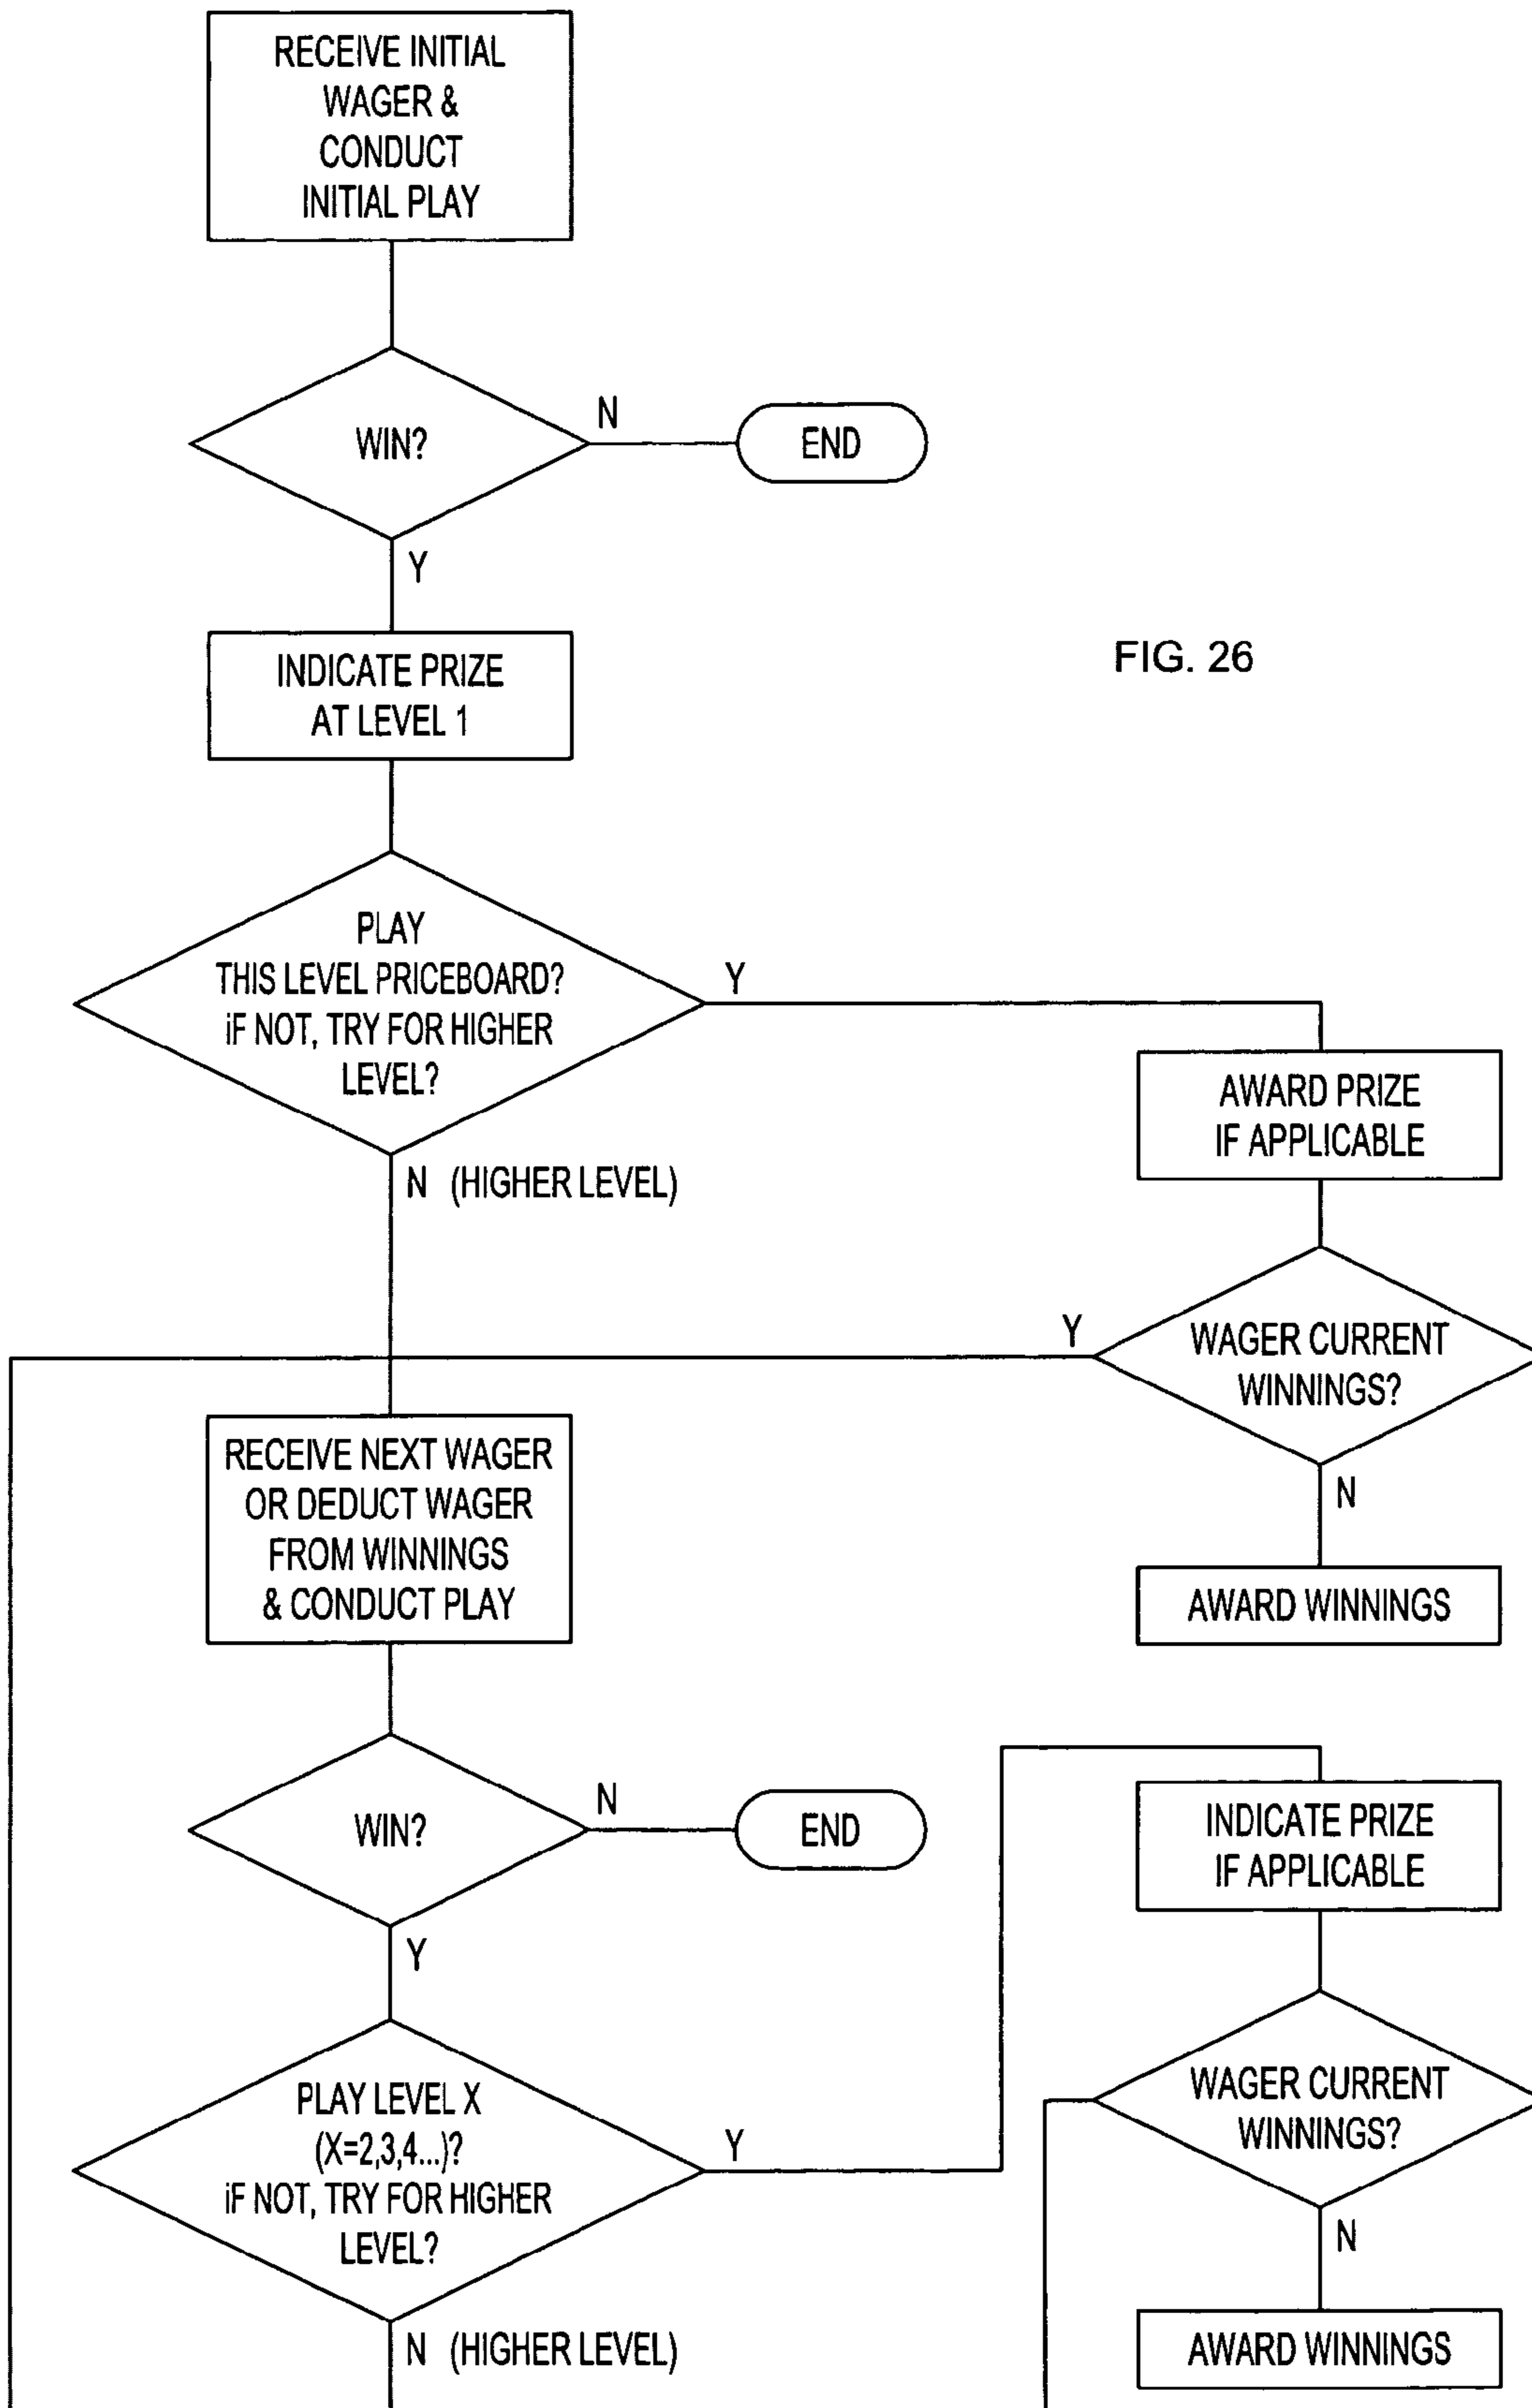 RECEIVE INITIAL
WAGER &
CONDUCT
INITIAL PLAY
WIN?
N
END
Y
INDICATE PRIZE
AT LEVEL 1
FIG. 26
PLAY
THIS LEVEL PRICEBOARD?
iF NOT, TRY FOR HIGHER
LEVEL?
Y
N (HIGHER LEVEL)
AWARD PRIZE
IF APPLICABLE
WAGER CURRENT
WINNINGS?
Y
N
AWARD WINNINGS
RECEIVE NEXT WAGER
OR DEDUCT WAGER
FROM WINNINGS
& CONDUCT PLAY
WIN?
N
END
Y
PLAY LEVEL X
(X=2,3,4...)?
iF NOT, TRY FOR HIGHER
LEVEL?
Y
N (HIGHER LEVEL)
INDICATE PRIZE
IF APPLICABLE
WAGER CURRENT
WINNINGS?
N
AWARD WINNINGS